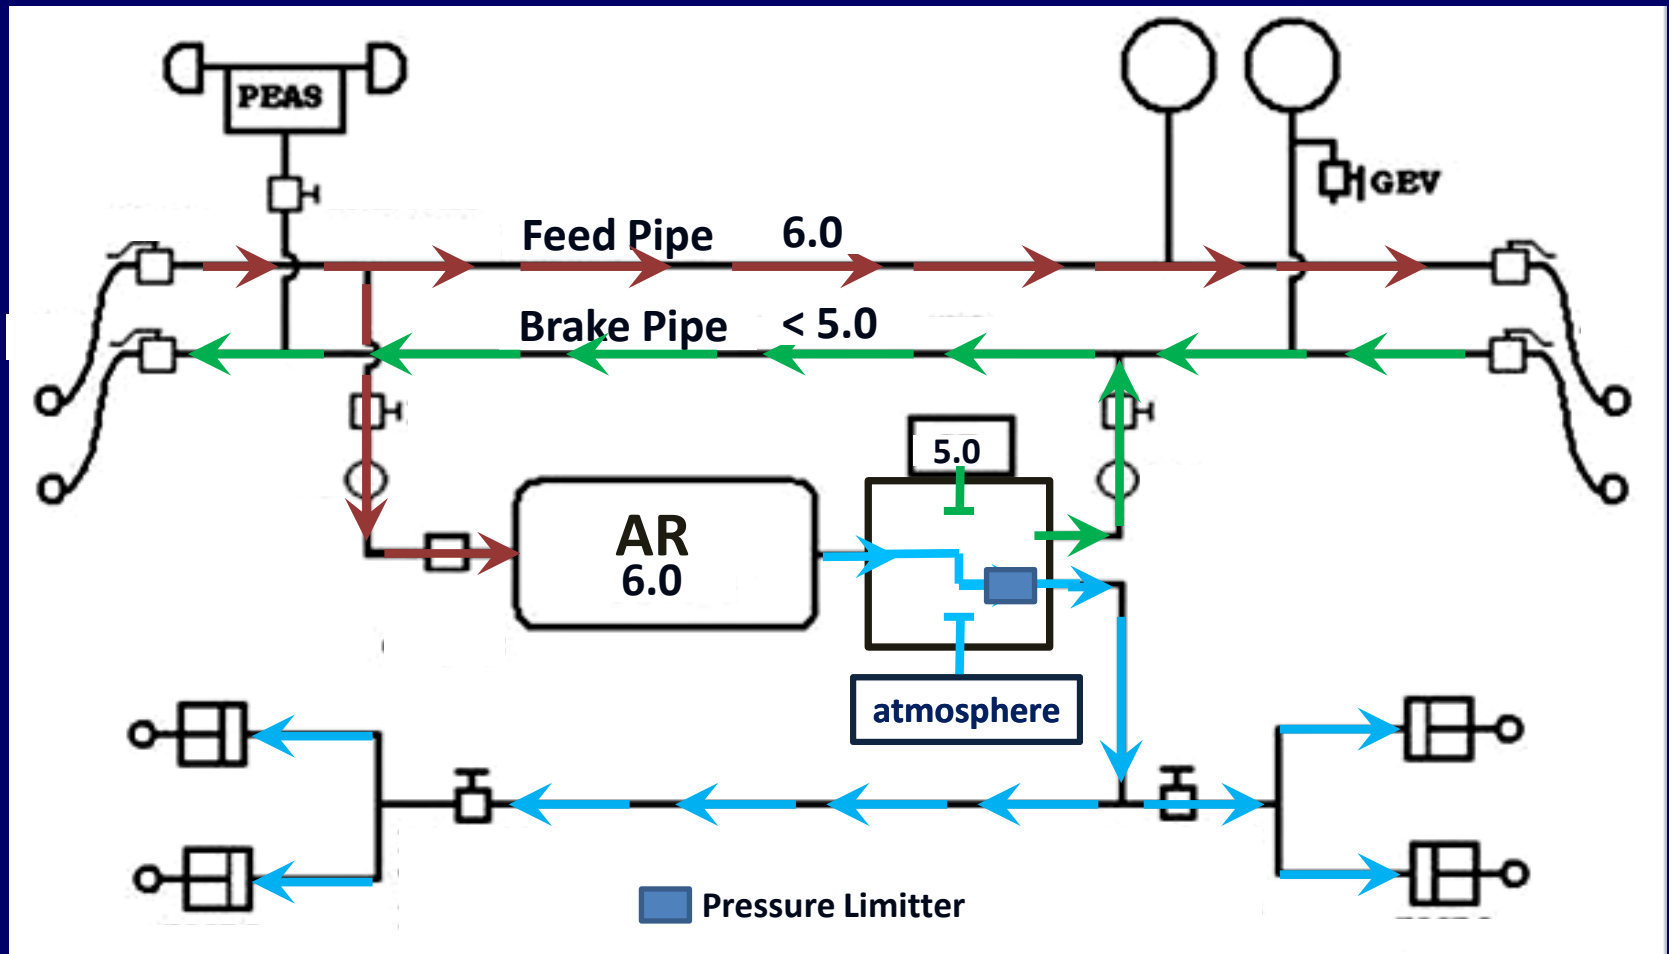 PEAS
GEV
Feed Pipe 6.0
Brake Pipe < 5.0
5.0
AR
6.0
atmosphere
Pressure Limitter